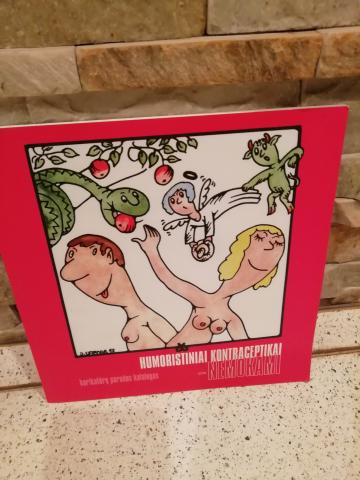 HUMORISTINIAI KONTRACEPTIKAI
karikatūrų parodos katalogas
NEMOKAMI